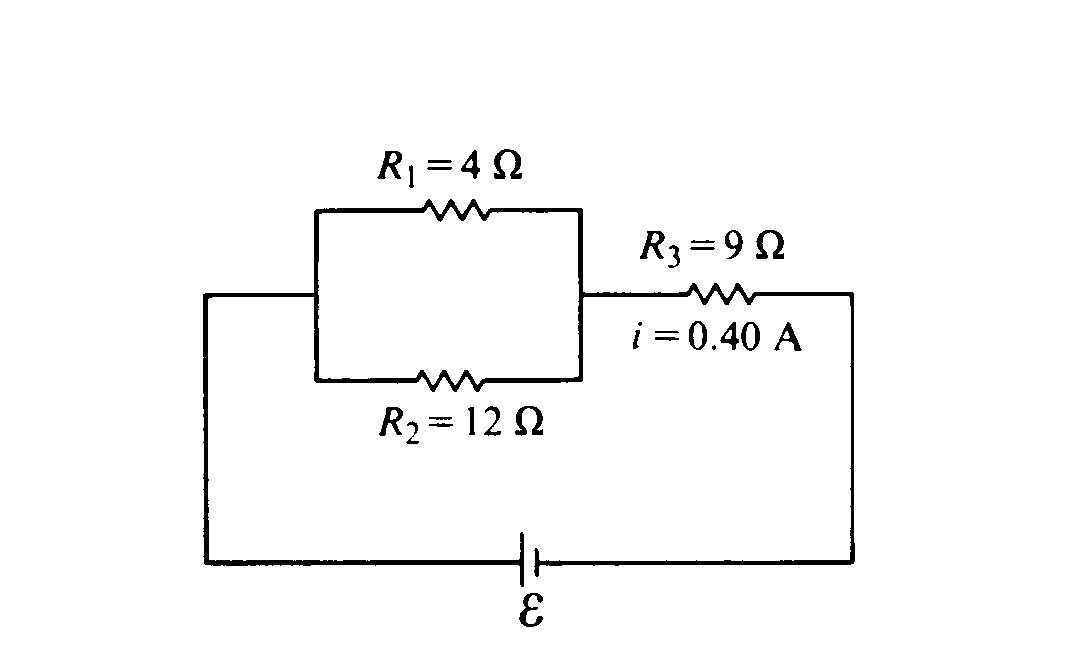 R₁ = 4 Ω
R₃ = 9 Ω
i = 0.40 A
R₂ = 12 Ω
ℰ